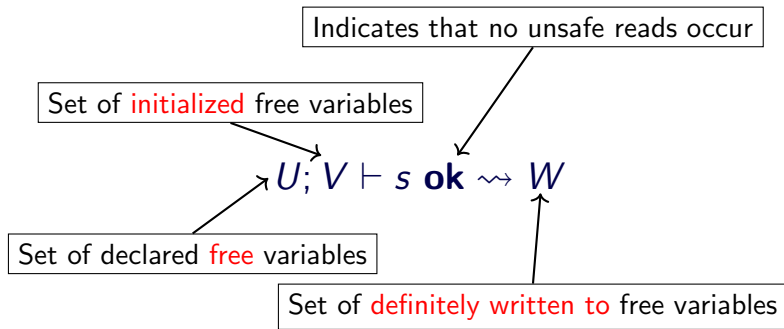 Indicates that no unsafe reads occur
Set of initialized free variables
U; V ⊢ s ok ⇝ W
Set of declared free variables
Set of definitely written to free variables